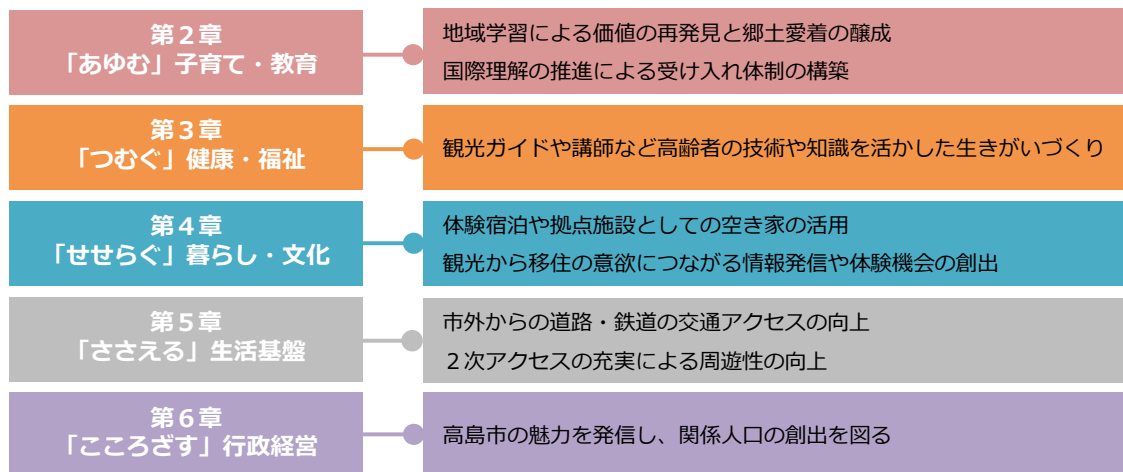 第２章
「あゆむ」子育て・教育
地域学習による価値の再発見と郷土愛着の醸成
国際理解の推進による受け入れ体制の構築
第３章
「つむぐ」健康・福祉
観光ガイドや講師など高齢者の技術や知識を活かした生きがいづくり
第４章
「せせらぐ」暮らし・文化
体験宿泊や拠点施設としての空き家の活用
観光から移住の意欲につながる情報発信や体験機会の創出
第５章
「ささえる」生活基盤
市外からの道路・鉄道の交通アクセスの向上
２次アクセスの充実による周遊性の向上
第６章
「こころざす」行政経営
高島市の魅力を発信し、関係人口の創出を図る